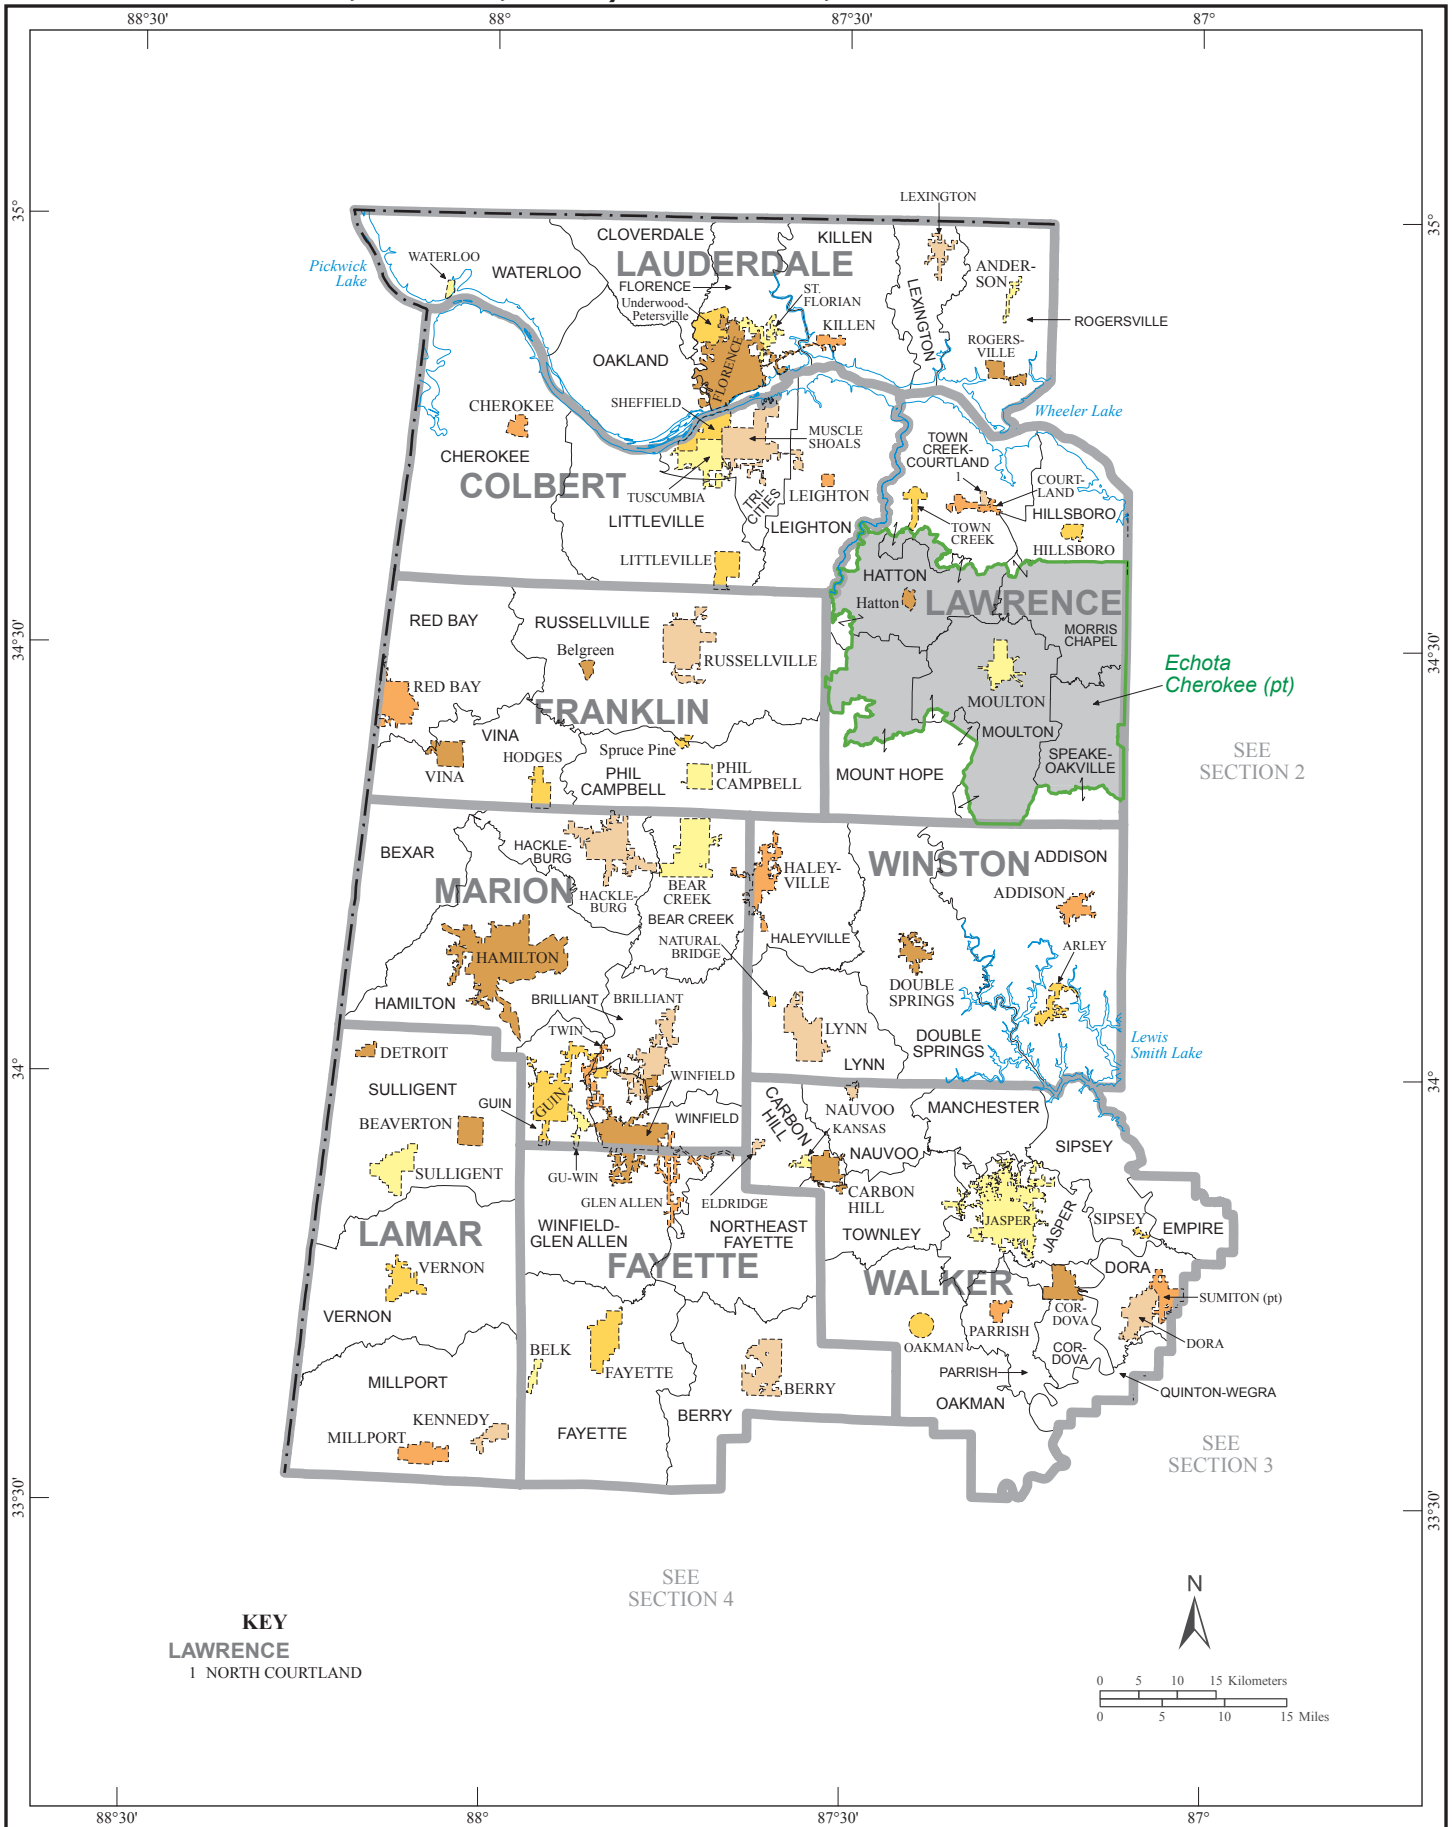 88°30'
88°
87°30'
87°
35°
35°
LEXINGTON
CLOVERDALE
KILLEN
LAUDERDALE
Pickwick
Lake
WATERLOO
WATERLOO
FLORENCE
ST.
FLORIAN
ANDER-
SON
Underwood-
Petersville
LEXINGTON
ROGERSVILLE
KILLEN
ROGERS-
VILLE
OAKLAND
FLORENCE
SHEFFIELD
CHEROKEE
Wheeler Lake
MUSCLE
SHOALS
TOWN
CREEK-
COURTLAND
1
CHEROKEE
COLBERT
TUSCUMBIA
TRI-
CITIES
LEIGHTON
COURT-
LAND
HILLSBORO
LITTLEVILLE
LEIGHTON
TOWN
CREEK
HILLSBORO
LITTLEVILLE
HATTON
Hatton
LAWRENCE
34°30'
34°30'
RED BAY
RUSSELLVILLE
Belgreen
RUSSELLVILLE
MORRIS
CHAPEL
Echota
Cherokee (pt)
RED BAY
FRANKLIN
MOULTON
MOULTON
VINA
VINA
HODGES
Spruce Pine
PHIL
CAMPBELL
PHIL
CAMPBELL
MOUNT HOPE
SPEAKE-
OAKVILLE
SEE
SECTION 2
BEXAR
HACKLE-
BURG
HACKLE-
BURG
MARION
BEAR
CREEK
BEAR CREEK
HALEY-
VILLE
WINSTON
ADDISON
ADDISON
HALEYVILLE
NATURAL
BRIDGE
ARLEY
HAMILTON
HAMILTON
DOUBLE
SPRINGS
BRILLIANT
BRILLIANT
TWIN
LYNN
LYNN
DOUBLE
SPRINGS
Lewis
Smith Lake
34°
34°
DETROIT
SULLIGENT
WINFIELD
GUIN
GUIN
WINFIELD
BEAVERTON
CARBON
HILL
NAUVOO
KANSAS
MANCHESTER
SIPSEY
SULLIGENT
GU-WIN
NAUVOO
GLEN ALLEN
ELDRIDGE
CARBON
HILL
JASPER
JASPER
SIPSEY
EMPIRE
LAMAR
WINFIELD-
GLEN ALLEN
NORTHEAST
FAYETTE
TOWNLEY
VERNON
FAYETTE
WALKER
DORA
VERNON
SUMITON (pt)
PARRISH
COR-
DOVA
OAKMAN
DORA
BELK
FAYETTE
COR-
DOVA
MILLPORT
BERRY
PARRISH
QUINTON-WEGRA
OAKMAN
KENNEDY
MILLPORT
FAYETTE
BERRY
SEE
SECTION 3
33°30'
33°30'
SEE
SECTION 4
N
KEY
LAWRENCE
1 NORTH COURTLAND
0 5 10 15 Kilometers
0 5 10 15 Miles
88°30'
88°
87°30'
87°